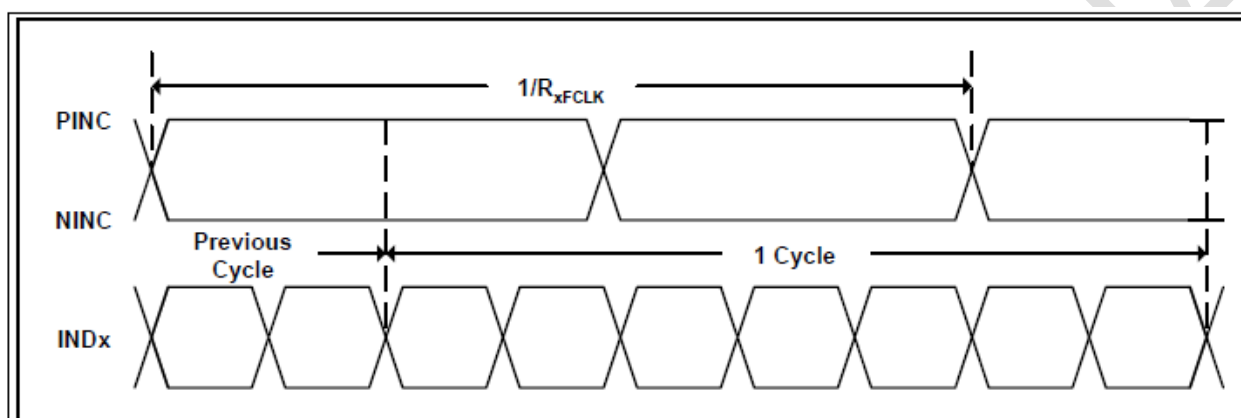 1/RxFCLK
PINC
NINC
Previous
Cycle
1 Cycle
INDx